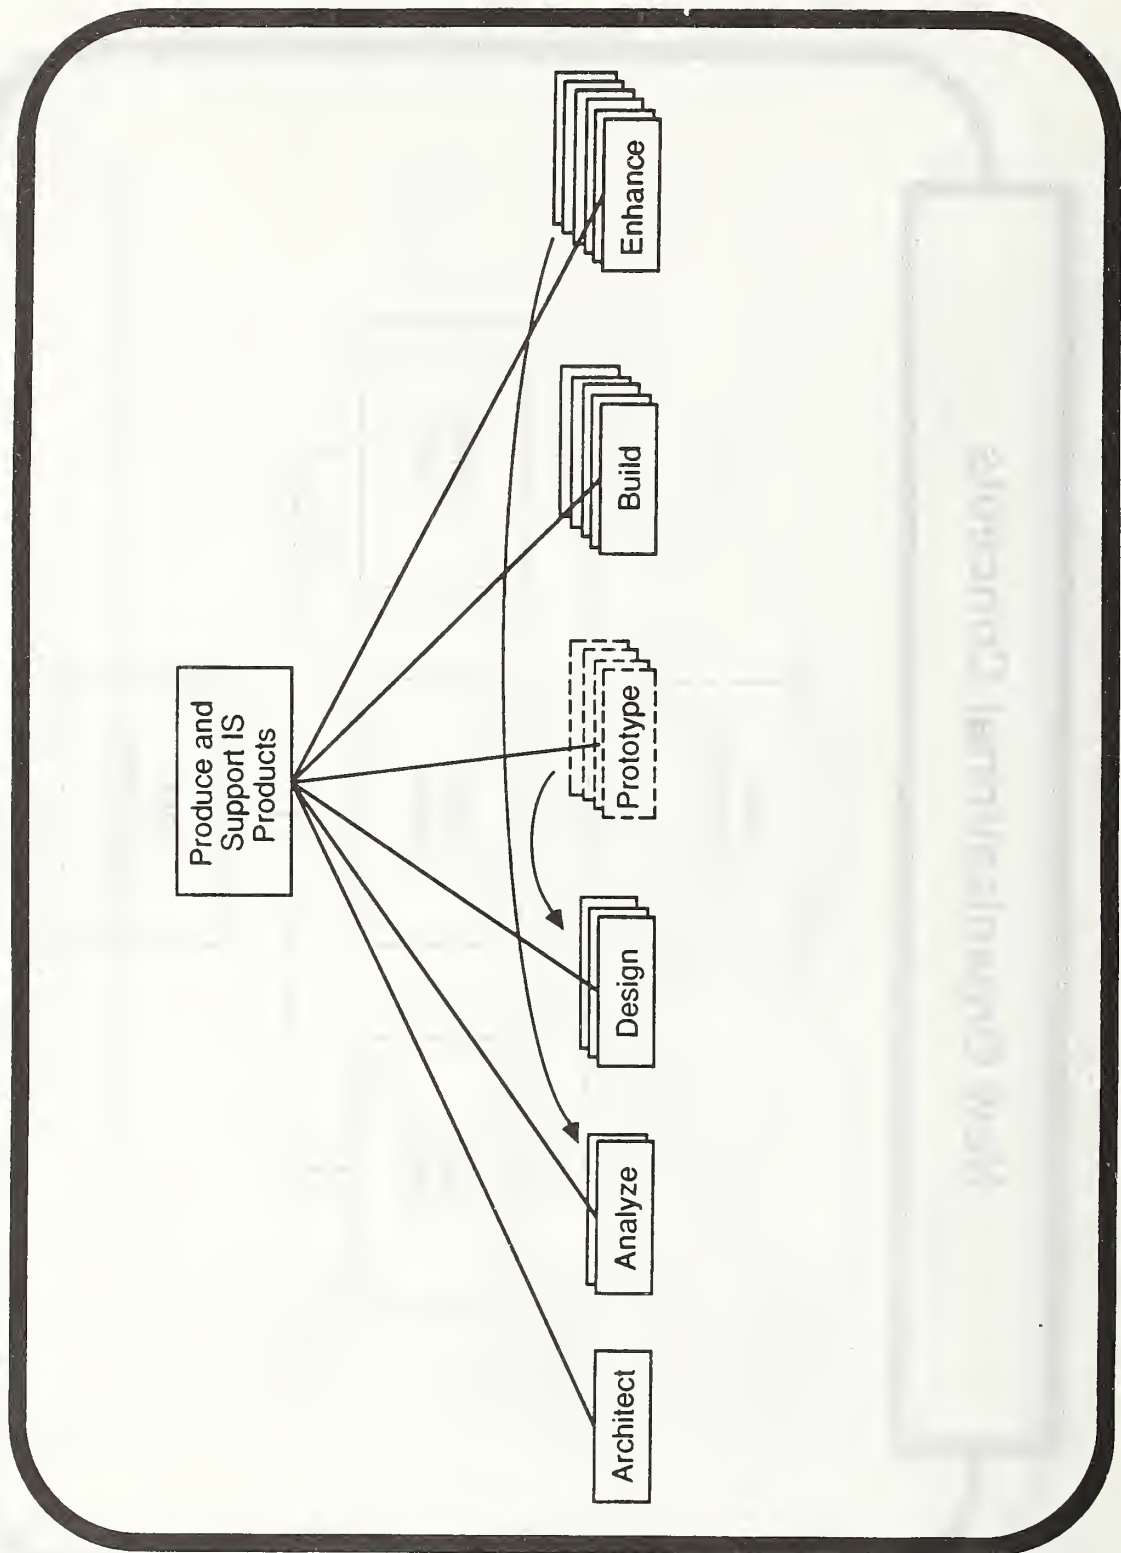 Produce and
Support IS
Products
Architect
Analyze
Design
Prototype
Build
Enhance